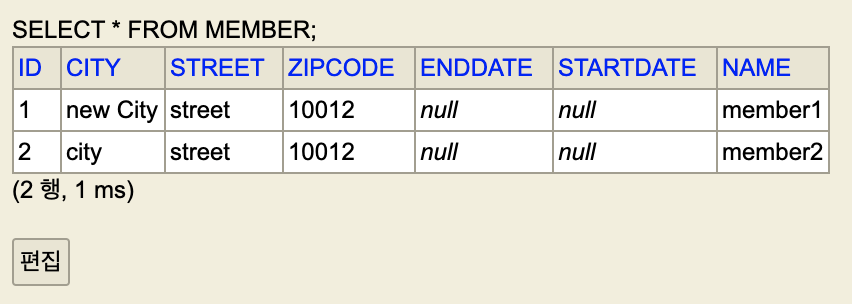 SELECT * FROM MEMBER;
ID CITY STREET ZIPCODE ENDDATE STARTDATE NAME
1 new City street 10012 null null member1
2 city street 10012 null null member2
(2 행, 1 ms)
편집